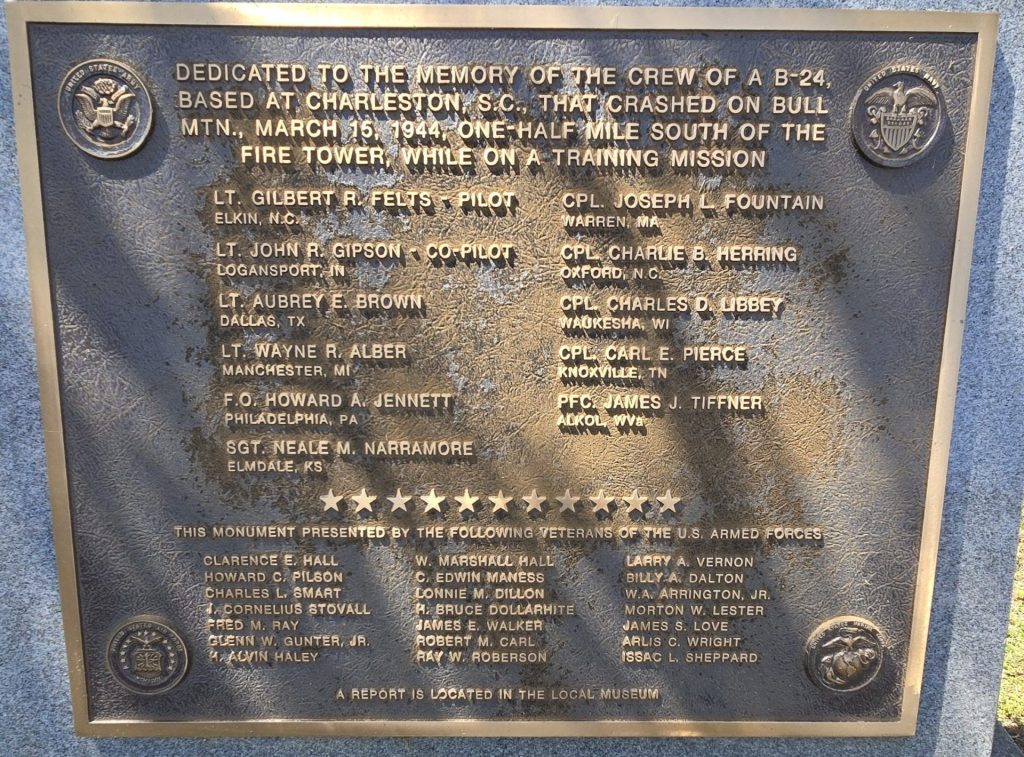 DEDICATED TO THE MEMORY OF THE CREW OF A B-24,
BASED AT CHARLESTON, S.C., THAT CRASHED ON BULL
MTN., MARCH 15, 1944, ONE-HALF MILE SOUTH OF THE
FIRE TOWER, WHILE ON A TRAINING MISSION
LT. GILBERT R. FELTS - PILOT
ELKIN, N.C.
LT. JOHN R. GIPSON - CO-PILOT
LOGANSPORT, IN
LT. AUBREY E. BROWN
DALLAS, TX
LT. WAYNE R. ALBER
MANCHESTER, MI
F.O. HOWARD A. JENNETT
PHILADELPHIA, PA
SGT. NEALE M. NARRAMORE
ELMDALE, KS
CPL. JOSEPH L. FOUNTAIN
WARREN, MA
CPL. CHARLIE B. HERRING
OXFORD, N.C.
CPL. CHARLES D. LIBBEY
WAUKESHA, WI
CPL. CARL E. PIERCE
KNOXVILLE, TN
PFC. JAMES J. TIFFNER
ALKOL, WVa
THIS MONUMENT PRESENTED BY THE FOLLOWING VETERANS OF THE U.S. ARMED FORCES
CLARENCE E. HALL
HOWARD C. PILSON
CHARLES L. SMART
J. CORNELIUS STOVALL
FRED M. RAY
GLENN W. GUNTER, JR.
H. ALVIN HALEY
W. MARSHALL HALL
C. EDWIN MANESS
LONNIE M. DILLON
H. BRUCE DOLLARHITE
JAMES E. WALKER
ROBERT M. CARL
RAY W. ROBERSON
LARRY A. VERNON
BILLY A. DALTON
W.A. ARRINGTON, JR.
MORTON W. LESTER
JAMES S. LOVE
ARLIS C. WRIGHT
ISSAC L. SHEPPARD
A REPORT IS LOCATED IN THE LOCAL MUSEUM
UNITED STATES ARMY
UNITED STATES NAVY